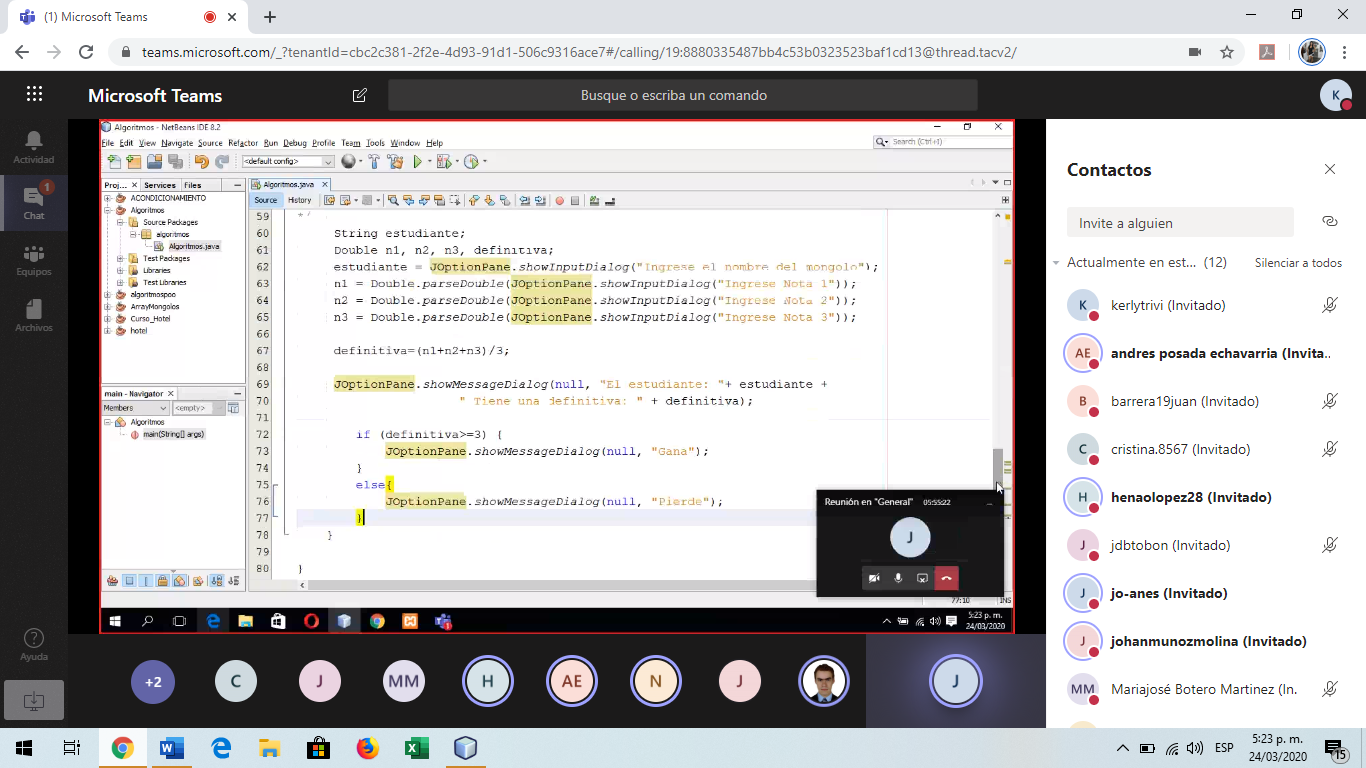 (1) Microsoft Teams
teams.microsoft.com/_?tenantId=cbc2c381-2f2e-4d93-91d1-506c9316ace7#/calling/19:8880335487bb4c53b0323523baf1cd13@thread.tacv2/
Microsoft Teams
Busque o escriba un comando
K
Actividad
1
Chat
Equipos
Archivos
Ayuda
Algoritmos - NetBeans IDE 8.2
File Edit View Navigate Source Refactor Run Debug Profile Team Tools Window Help
Search (Ctrl+I)
<default config>
Proj... Services Files
ACONDICIONAMIENTO
Algoritmos
Source Packages
algoritmos
Algoritmos.java
Test Packages
Libraries
Test Libraries
algoritmospoo
ArrayMongolos
Curso_Hotel
hotel
main - Navigator
Members <empty>
Algoritmos
main(String[] args)
Algoritmos.java
Source History
59 */
60 String estudiante;
61 Double n1, n2, n3, definitiva;
62 estudiante = JOptionPane.showInputDialog("Ingrese el nombre del mongolo");
63 n1 = Double.parseDouble(JOptionPane.showInputDialog("Ingrese Nota 1"));
64 n2 = Double.parseDouble(JOptionPane.showInputDialog("Ingrese Nota 2"));
65 n3 = Double.parseDouble(JOptionPane.showInputDialog("Ingrese Nota 3"));
66
67 definitiva=(n1+n2+n3)/3;
68
69 JOptionPane.showMessageDialog(null, "El estudiante: "+ estudiante +
70 " Tiene una definitiva: " + definitiva);
71
72 if (definitiva>=3) {
73 JOptionPane.showMessageDialog(null, "Gana");
74 }
75 else{
76 JOptionPane.showMessageDialog(null, "Pierde");
77 }
78 }
79
80 }
77:10 INS
Reunión en "General" 05:55:22
J
5:23 p. m.
24/03/2020
+2
C
J
MM
H
AE
N
J
J
Contactos
Invite a alguien
Actualmente en est... (12) Silenciar a todos
K kerlytrivi (Invitado)
AE andres posada echavarria (Invita..
B barrera19juan (Invitado)
C cristina.8567 (Invitado)
H henaolopez28 (Invitado)
J jdbtobon (Invitado)
J jo-anes (Invitado)
J johanmunozmolina (Invitado)
MM Mariajosé Botero Martinez (In.
ESP
5:23 p. m.
24/03/2020
15